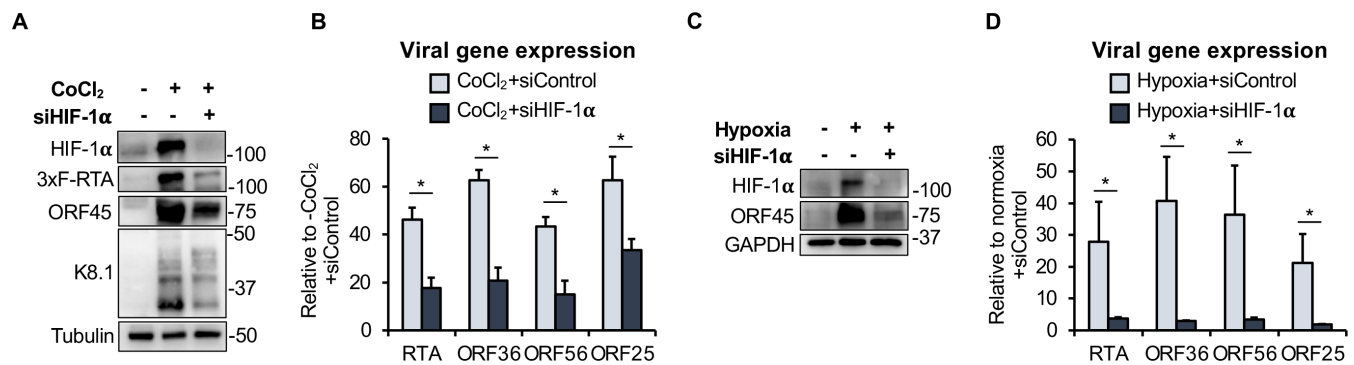 A
CoCl₂ - + +
siHIF-1α - - +
HIF-1α -100
3xF-RTA -100
ORF45 -75
-50
K8.1 -37
Tubulin -50
B
Viral gene expression
CoCl₂+siControl
CoCl₂+siHIF-1α
Relative to -CoCl₂
+siControl
80
60
40
20
0
* * * *
RTA ORF36 ORF56 ORF25
C
Hypoxia - + +
siHIF-1α - - +
HIF-1α -100
ORF45 -75
GAPDH -37
D
Viral gene expression
Hypoxia+siControl
Hypoxia+siHIF-1α
Relative to normoxia
+siControl
60
50
40
30
20
10
0
* * * *
RTA ORF36 ORF56 ORF25